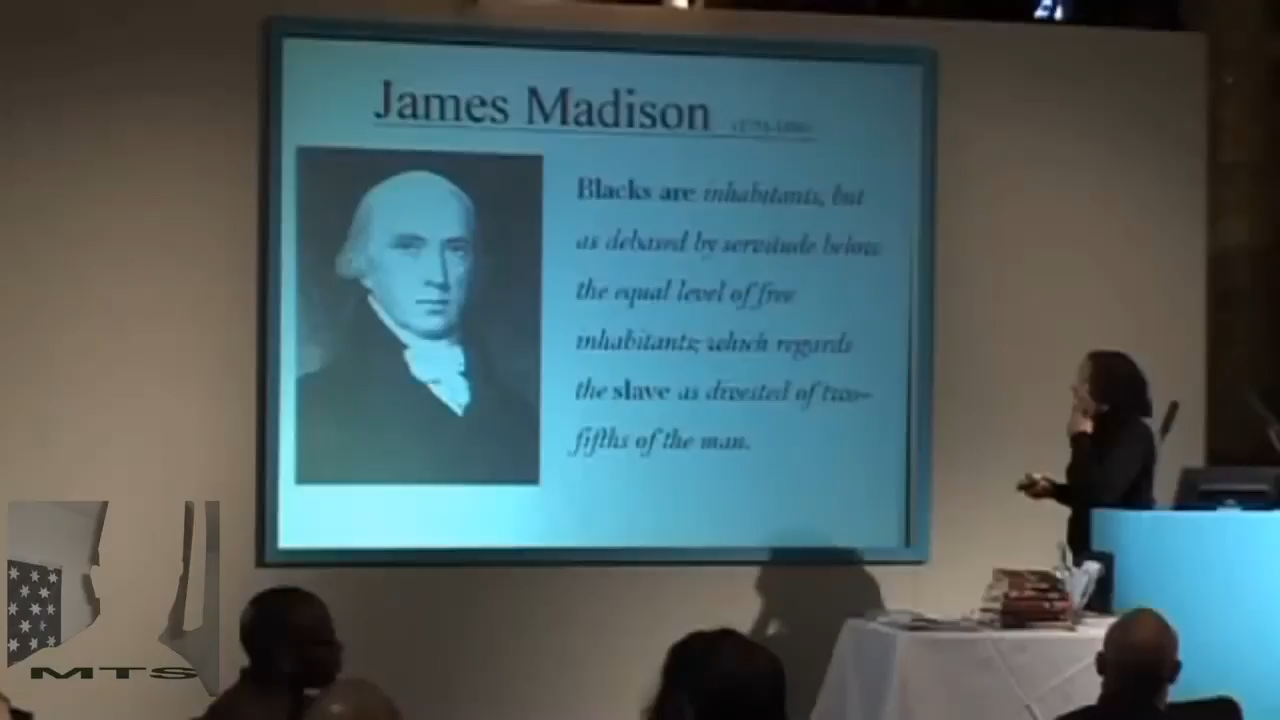 James Madison
Blacks are inhabitants, but
as debased by servitude below
the equal level of free
inhabitants; which regards
the slave as divested of two-
fifths of the man.
MTS